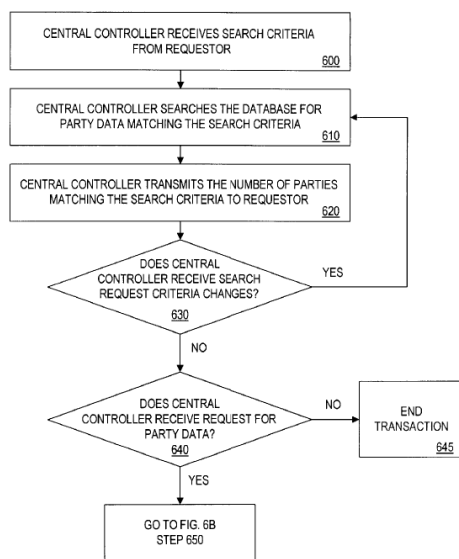 CENTRAL CONTROLLER RECEIVES SEARCH CRITERIA
FROM REQUESTOR
600
CENTRAL CONTROLLER SEARCHES THE DATABASE FOR
PARTY DATA MATCHING THE SEARCH CRITERIA
610
CENTRAL CONTROLLER TRANSMITS THE NUMBER OF PARTIES
MATCHING THE SEARCH CRITERIA TO REQUESTOR
620
DOES CENTRAL
CONTROLLER RECEIVE SEARCH
REQUEST CRITERIA CHANGES?
630
YES
NO
DOES CENTRAL
CONTROLLER RECEIVE REQUEST FOR
PARTY DATA?
640
NO
END
TRANSACTION
645
YES
GO TO FIG. 6B
STEP 650